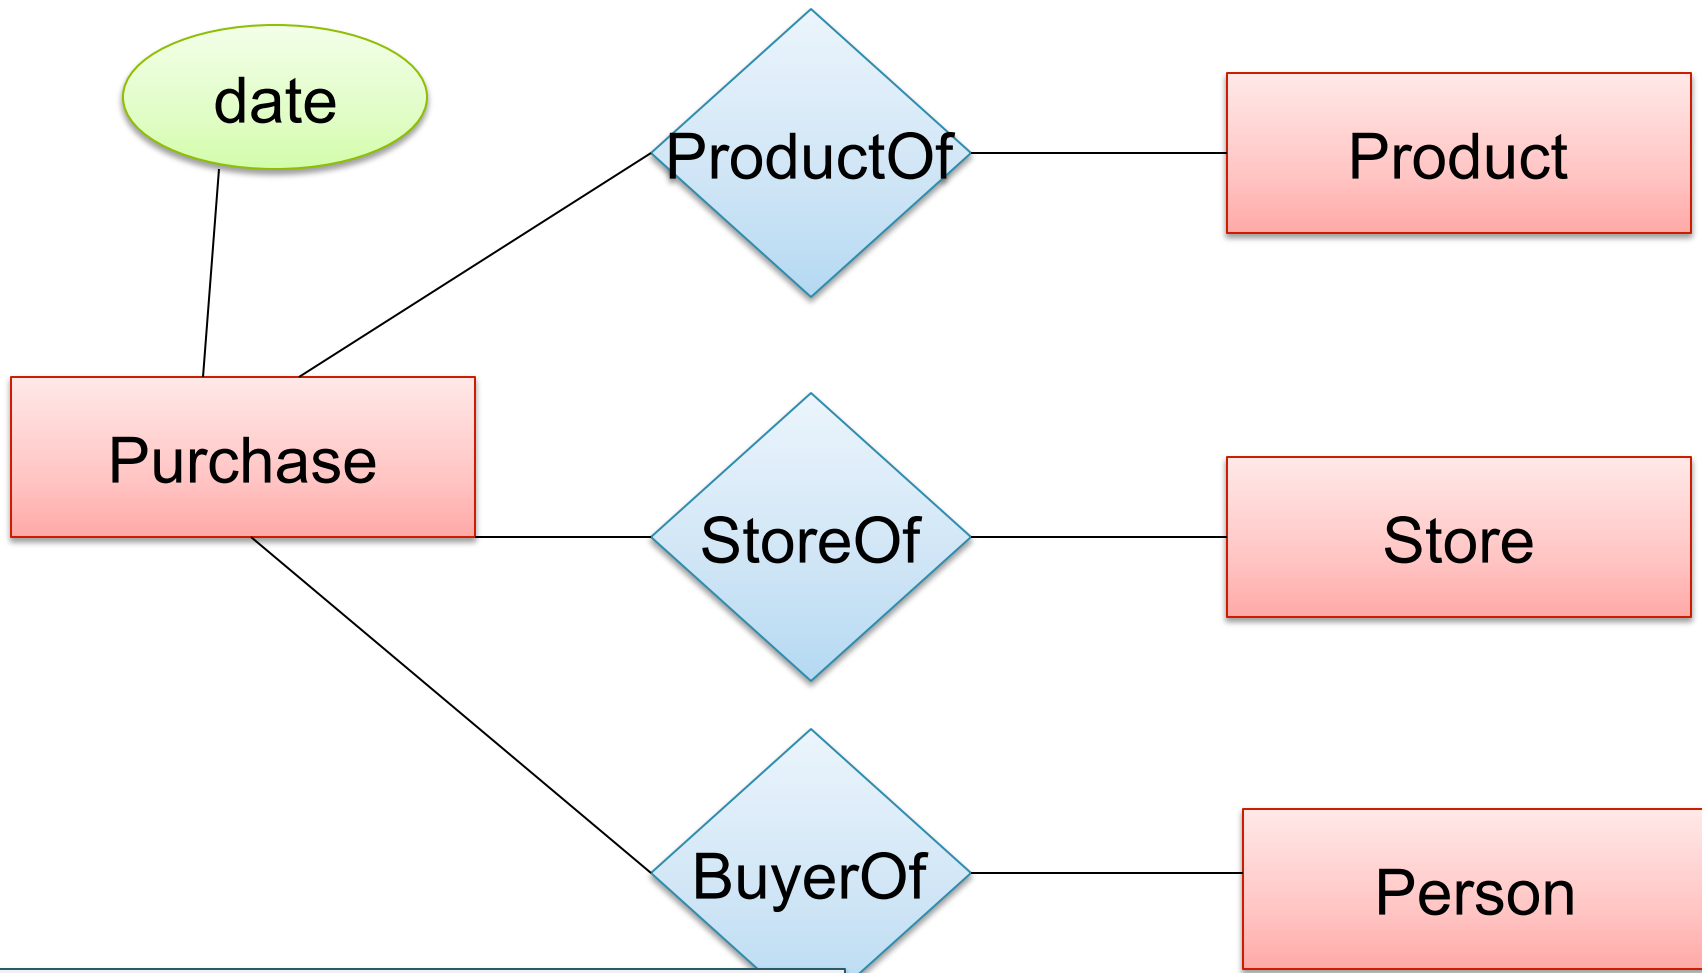 date
ProductOf
Product
Purchase
StoreOf
Store
BuyerOf
Person